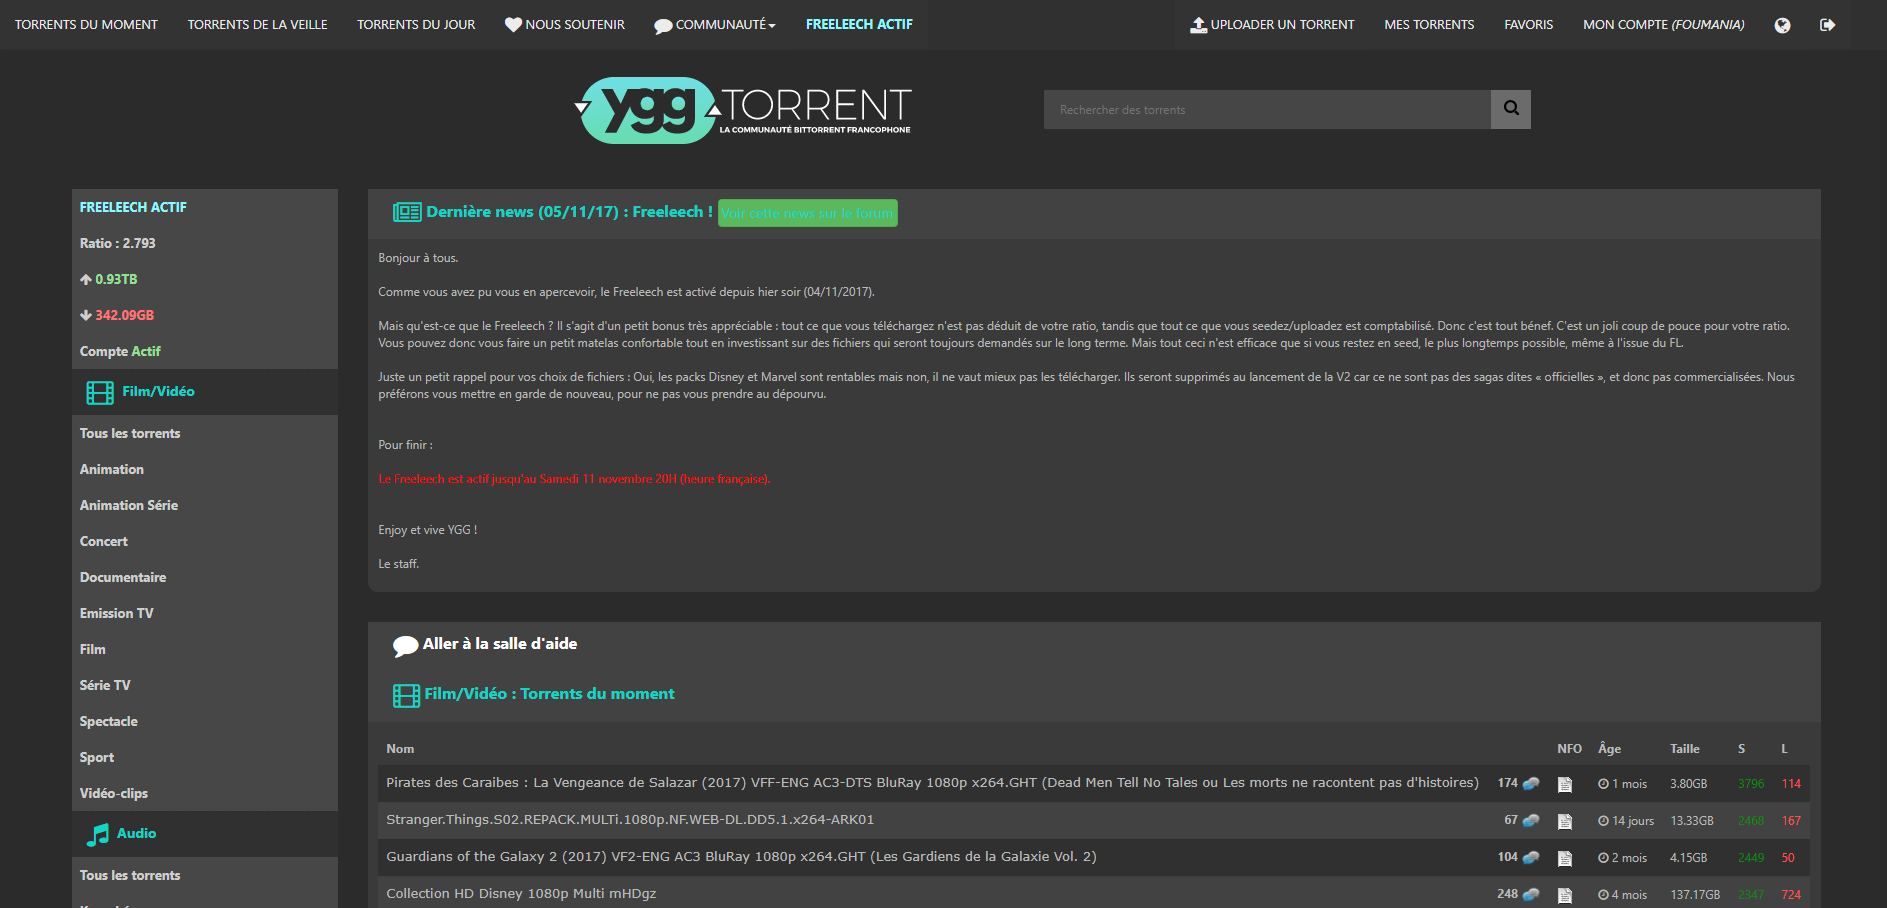 TORRENTS DU MOMENT TORRENTS DE LA VEILLE TORRENTS DU JOUR NOUS SOUTENIR COMMUNAUTÉ FREELEECH ACTIF UPLOADER UN TORRENT MES TORRENTS FAVORIS MON COMPTE (FOUMANIA)
ygg TORRENT
LA COMMUNAUTÉ BITTORRENT FRANCOPHONE
Rechercher des torrents
FREELEECH ACTIF
Ratio : 2.793
0.93TB
342.09GB
Compte Actif
Film/Vidéo
Tous les torrents
Animation
Animation Série
Concert
Documentaire
Emission TV
Film
Série TV
Spectacle
Sport
Vidéo-clips
Audio
Tous les torrents
Dernière news (05/11/17) : Freeleech ! Voir cette news sur le forum
Bonjour à tous.
Comme vous avez pu vous en apercevoir, le Freeleech est activé depuis hier soir (04/11/2017).
Mais qu'est-ce que le Freeleech ? Il s'agit d'un petit bonus très appréciable : tout ce que vous téléchargez n'est pas déduit de votre ratio, tandis que tout ce que vous seedez/uploadez est comptabilisé. Donc c'est tout bénef. C'est un joli coup de pouce pour votre ratio.
Vous pouvez donc vous faire un petit matelas confortable tout en investissant sur des fichiers qui seront toujours demandés sur le long terme. Mais tout ceci n'est efficace que si vous restez en seed, le plus longtemps possible, même à l'issue du FL.
Juste un petit rappel pour vos choix de fichiers : Oui, les packs Disney et Marvel sont rentables mais non, il ne vaut mieux pas les télécharger. Ils seront supprimés au lancement de la V2 car ce ne sont pas des sagas dites « officielles », et donc pas commercialisées. Nous
préférons vous mettre en garde de nouveau, pour ne pas vous prendre au dépourvu.
Pour finir :
Le Freeleech est actif jusqu'au Samedi 11 novembre 20H (heure française).
Enjoy et vive YGG !
Le staff.
Aller à la salle d'aide
Film/Vidéo : Torrents du moment
Nom NFO Âge Taille S L
Pirates des Caraibes : La Vengeance de Salazar (2017) VFF-ENG AC3-DTS BluRay 1080p x264.GHT (Dead Men Tell No Tales ou Les morts ne racontent pas d'histoires) 174 1 mois 3.80GB 3796 114
Stranger.Things.S02.REPACK.MULTi.1080p.NF.WEB-DL.DD5.1.x264-ARK01 67 14 jours 13.33GB 2468 167
Guardians of the Galaxy 2 (2017) VF2-ENG AC3 BluRay 1080p x264.GHT (Les Gardiens de la Galaxie Vol. 2) 104 2 mois 4.15GB 2449 50
Collection HD Disney 1080p Multi mHDgz 248 4 mois 137.17GB 2347 724